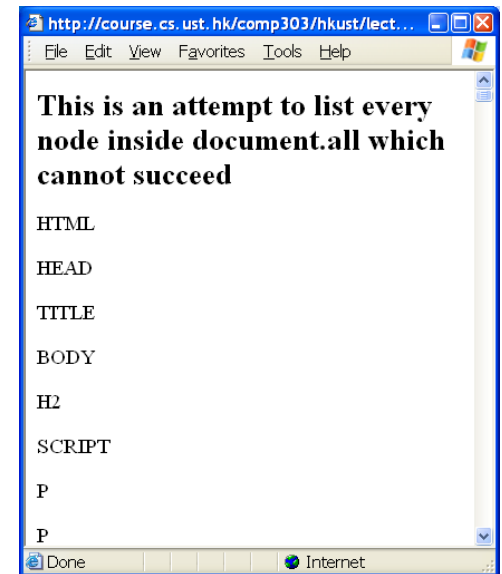 http://course.cs.ust.hk/comp303/hkust/lect...
File Edit View Favorites Tools Help
This is an attempt to list every
node inside document.all which
cannot succeed
HTML
HEAD
TITLE
BODY
H2
SCRIPT
P
P
Done Internet